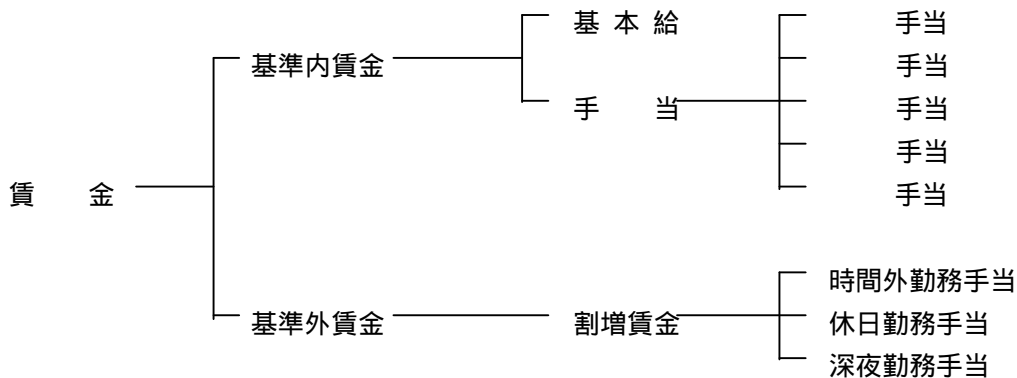 基 本 給 手当
基準内賃金 手当
手 当 手当
手当
賃 金 手当
時間外勤務手当
基準外賃金 割増賃金 休日勤務手当
深夜勤務手当